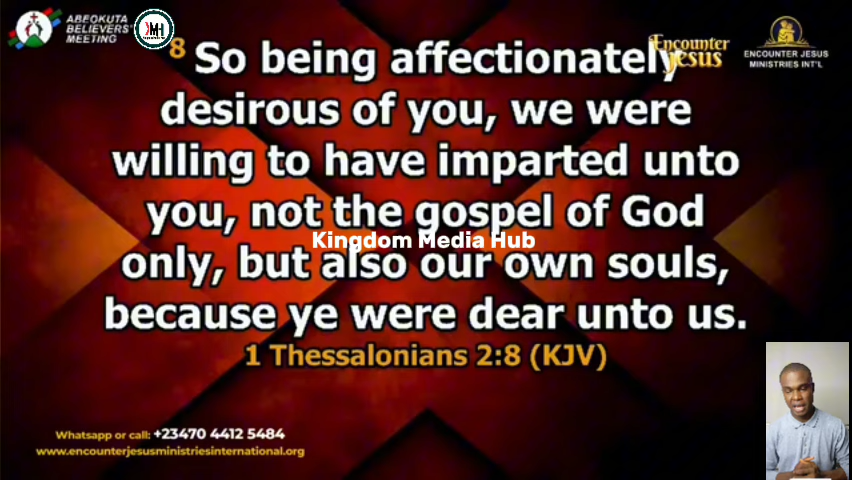 ABEOKUTA
BELIEVERS'
MEETING
KMH
Encounter
Jesus
ENCOUNTER JESUS
MINISTRIES INT'L
8 So being affectionately
desirous of you, we were
willing to have imparted unto
you, not the gospel of God
Kingdom Media Hub
only, but also our own souls,
because ye were dear unto us.
1 Thessalonians 2:8 (KJV)
Whatsapp or call: +23470 4412 5484
www.encounterjesusministriesinternational.org